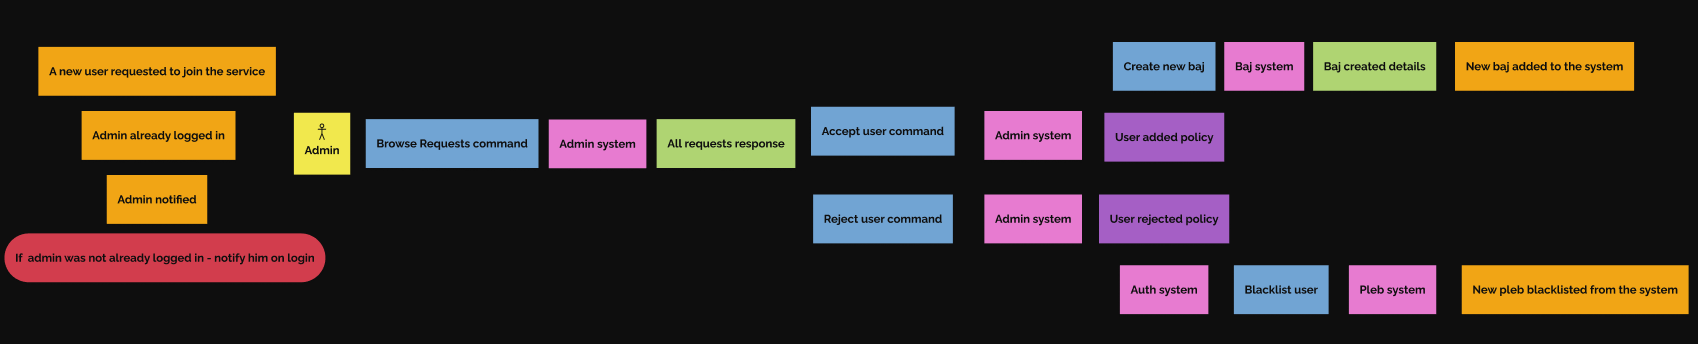 A new user requested to join the service
Admin already logged in
Admin notified
If admin was not already logged in - notify him on login
Admin
Browse Requests command
Admin system
All requests response
Accept user command
Admin system
User added policy
Reject user command
Admin system
User rejected policy
Create new baj
Baj system
Baj created details
New baj added to the system
Auth system
Blacklist user
Pleb system
New pleb blacklisted from the system